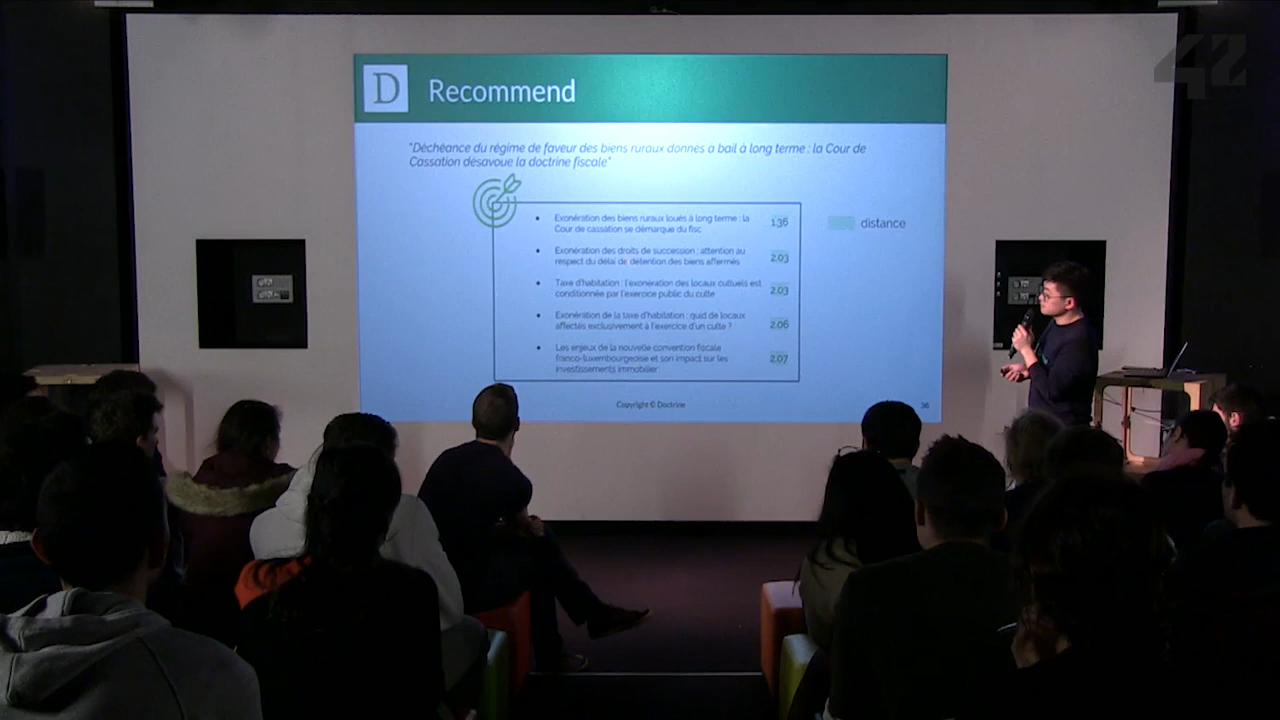 42
D
Recommend
"Déchéance du régime de faveur des biens ruraux donnés à bail à long terme : la Cour de
Cassation désavoue la doctrine fiscale"
• Exonération des biens ruraux loués à long terme : la
Cour de cassation se démarque du fisc
1.36
distance
• Exonération des droits de succession : attention au
respect du délai de détention des biens affermés
2.03
• Taxe d'habitation : l'exonération des locaux cultuels est
conditionnée par l'exercice public du culte
2.03
• Exonération de la taxe d'habitation : quid de locaux
affectés exclusivement à l'exercice d'un culte ?
2.06
• Les enjeux de la nouvelle convention fiscale
franco-luxembourgeoise et son impact sur les
investissements immobilier
2.07
Copyright © Doctrine
36